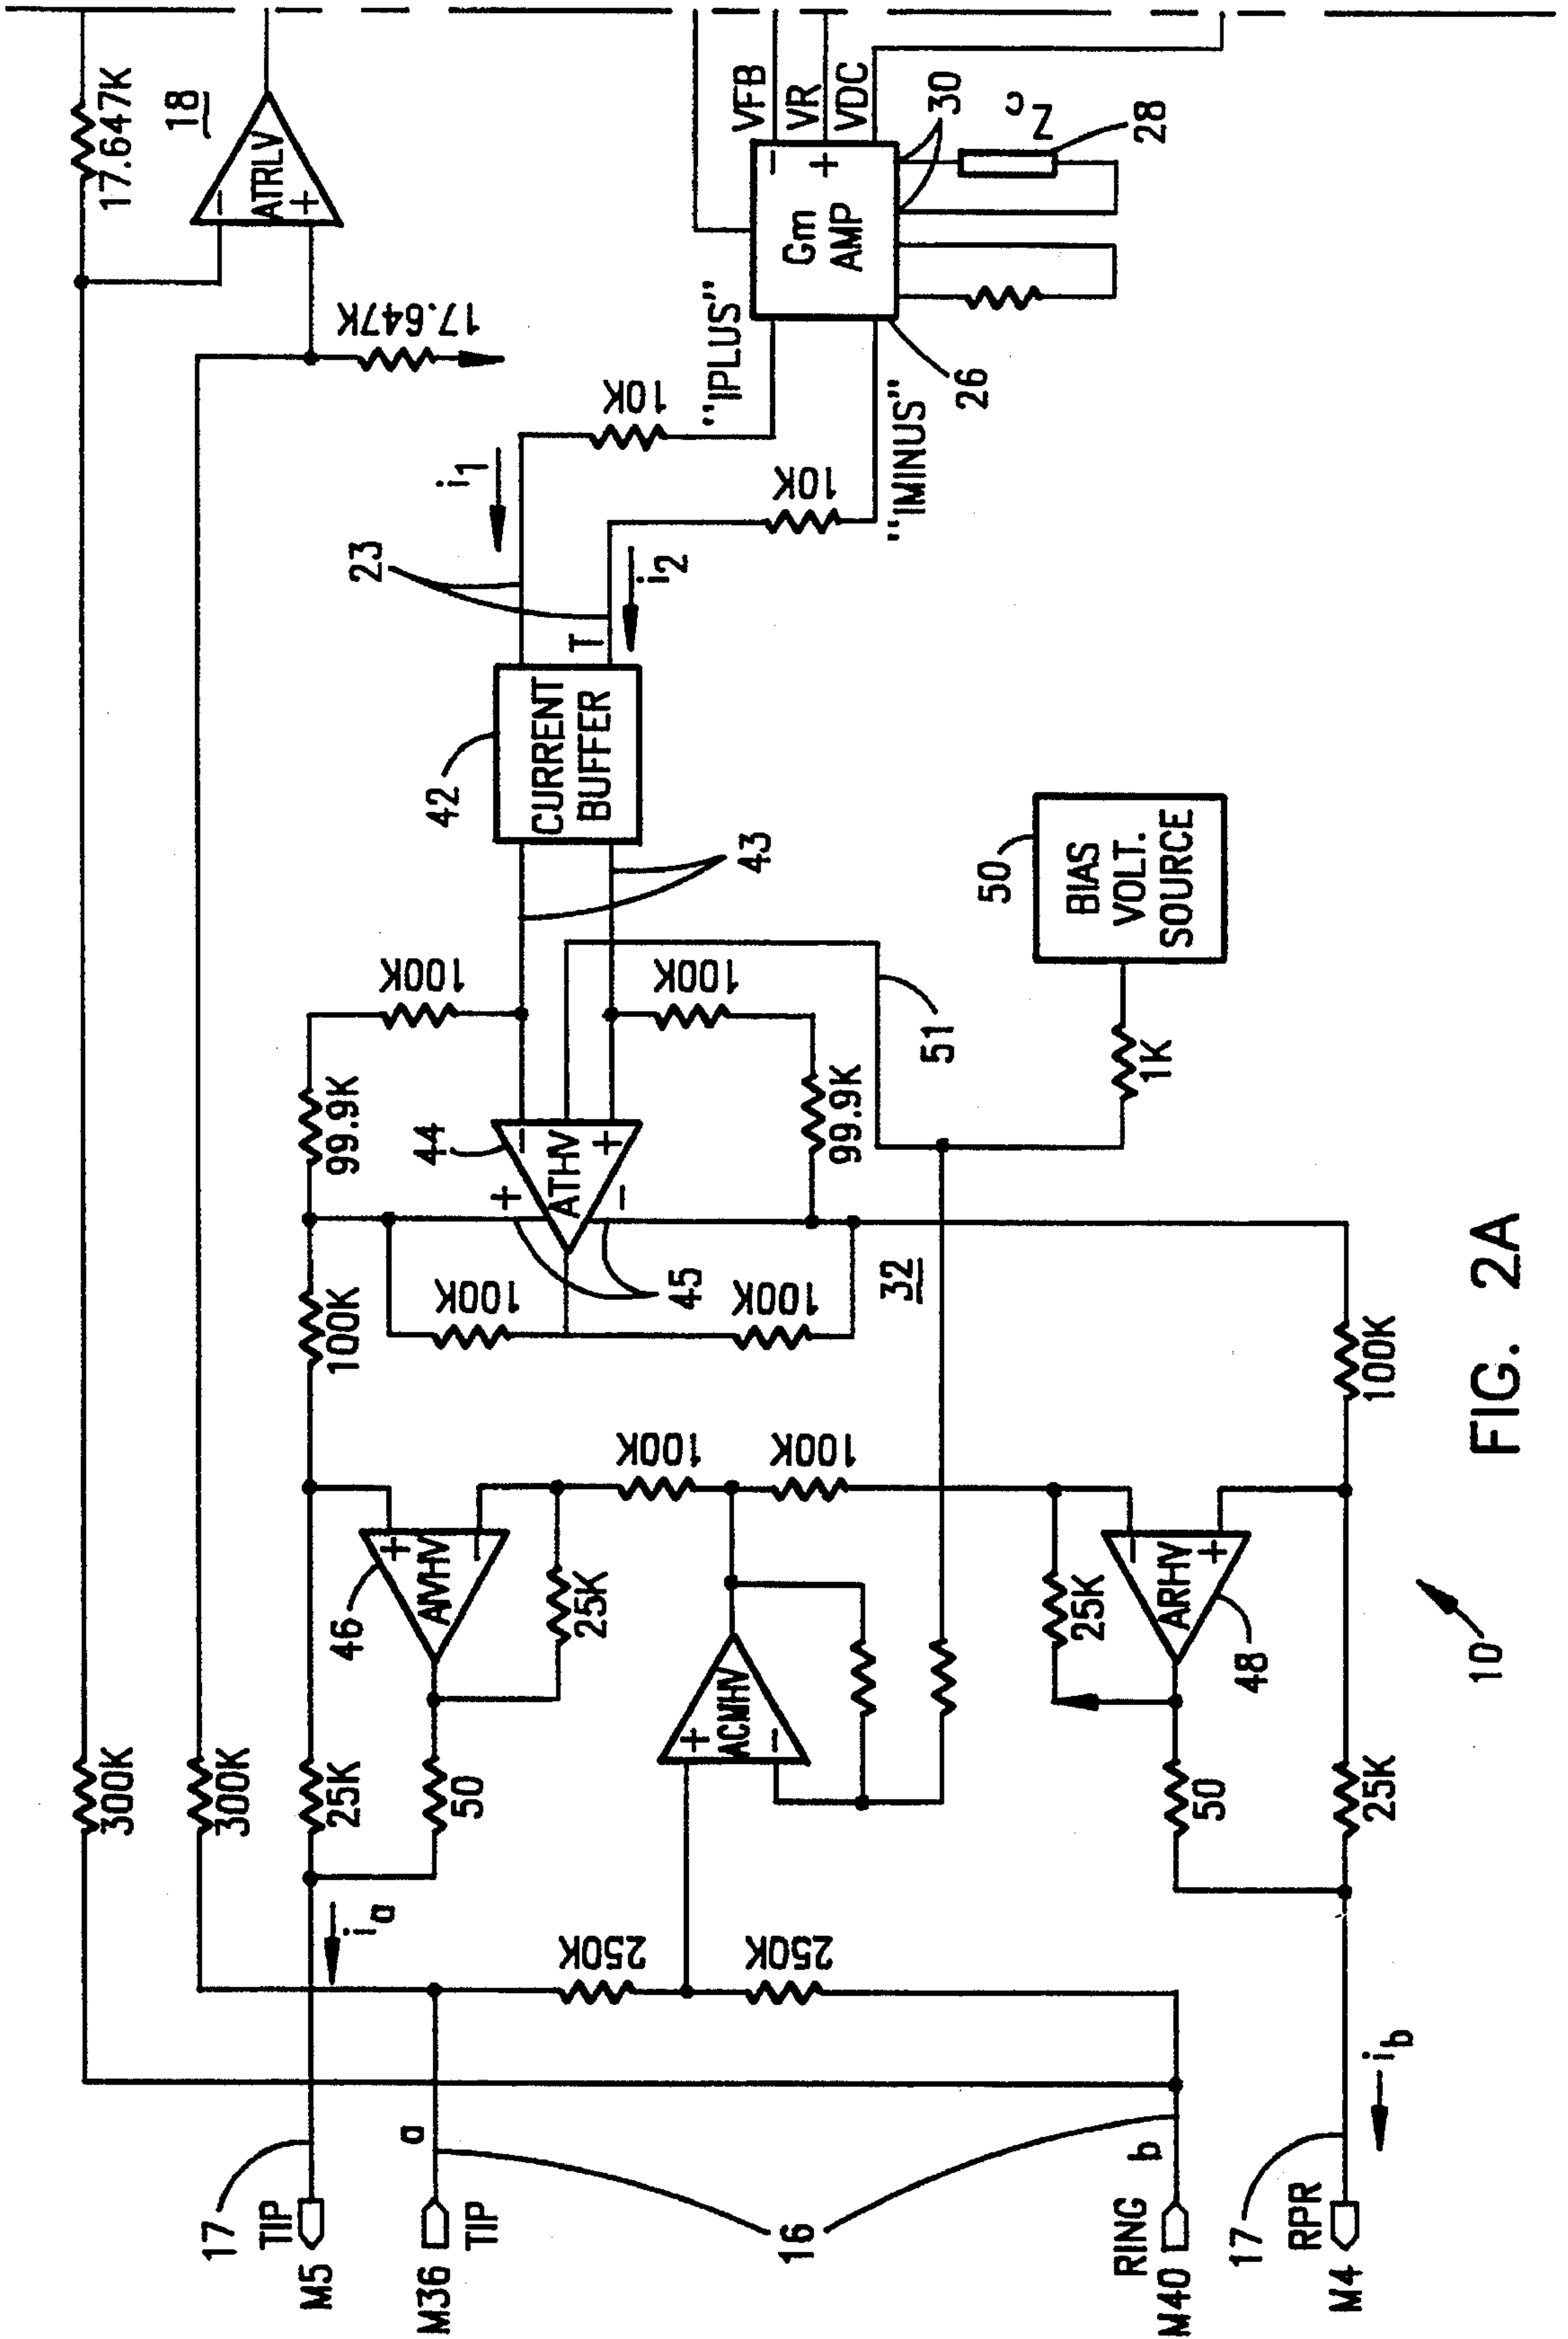 17.647K
18
ATRLV
−
+
17.647K
VFB
VR
VDC
−
+
Gm
AMP
30
Zc
28
26
"IPLUS"
"IMINUS"
10K
10K
i1
i2
23
T
CURRENT
BUFFER
42
43
100K
100K
99.9K
99.9K
44
−
ATHV
+
+
−
45
51
50
BIAS
VOLT.
SOURCE
1K
100K
100K
100K
32
100K
100K
100K
46
+
−
25K
−
ARHV
+
25K
48
+
ACMHV
−
300K
300K
25K
50
50
25K
ia
250K
250K
ib
a
b
16
17
TIP
M5
M36
TIP
RING
M40
17
RPR
M4
10
FIG. 2A